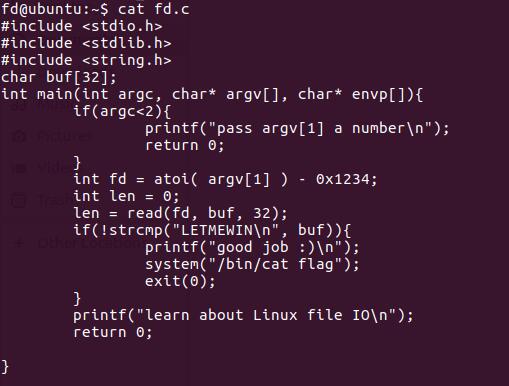 fd@ubuntu:~$ cat fd.c
#include <stdio.h>
#include <stdlib.h>
#include <string.h>
char buf[32];
int main(int argc, char* argv[], char* envp[]){
        if(argc<2){
                printf("pass argv[1] a number\n");
                return 0;
        }
        int fd = atoi( argv[1] ) - 0x1234;
        int len = 0;
        len = read(fd, buf, 32);
        if(!strcmp("LETMEWIN\n", buf)){
                printf("good job :)\n");
                system("/bin/cat flag");
                exit(0);
        }
        printf("learn about Linux file IO\n");
        return 0;

}